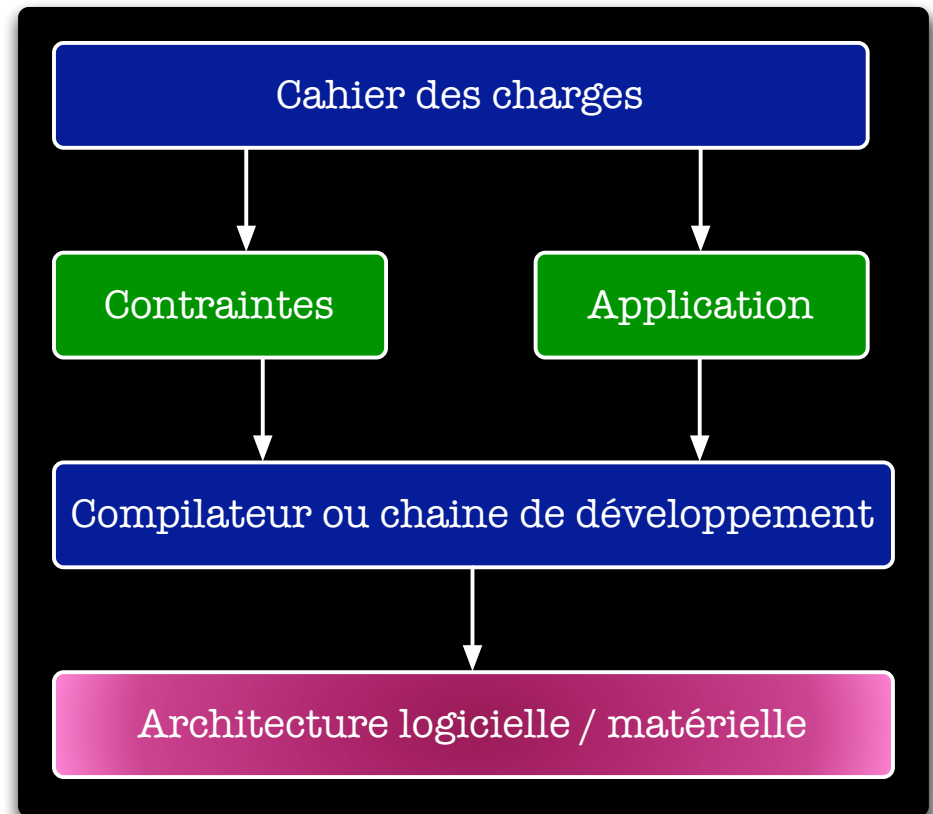 Cahier des charges
Contraintes
Application
Compilateur ou chaine de développement
Architecture logicielle / matérielle